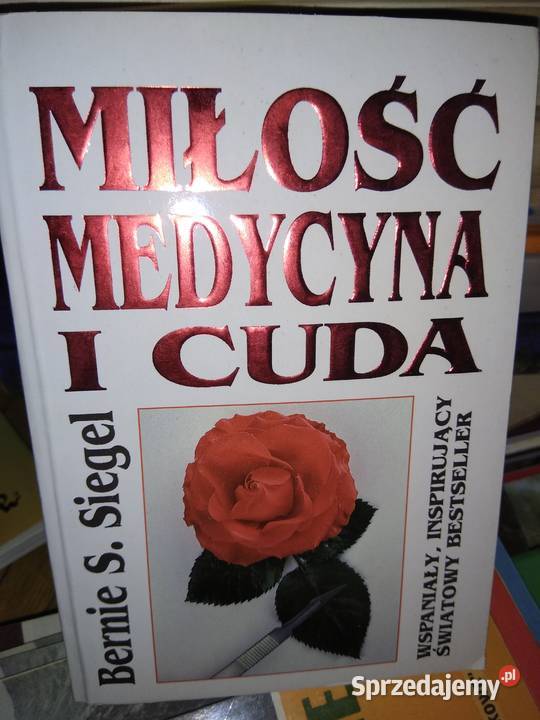 MIŁOŚĆ
MEDYCYNA
I CUDA
Bernie S. Siegel
WSPANIAŁY, INSPIRUJĄCY
ŚWIATOWY BESTSELLER
Sprzedajemy.pl